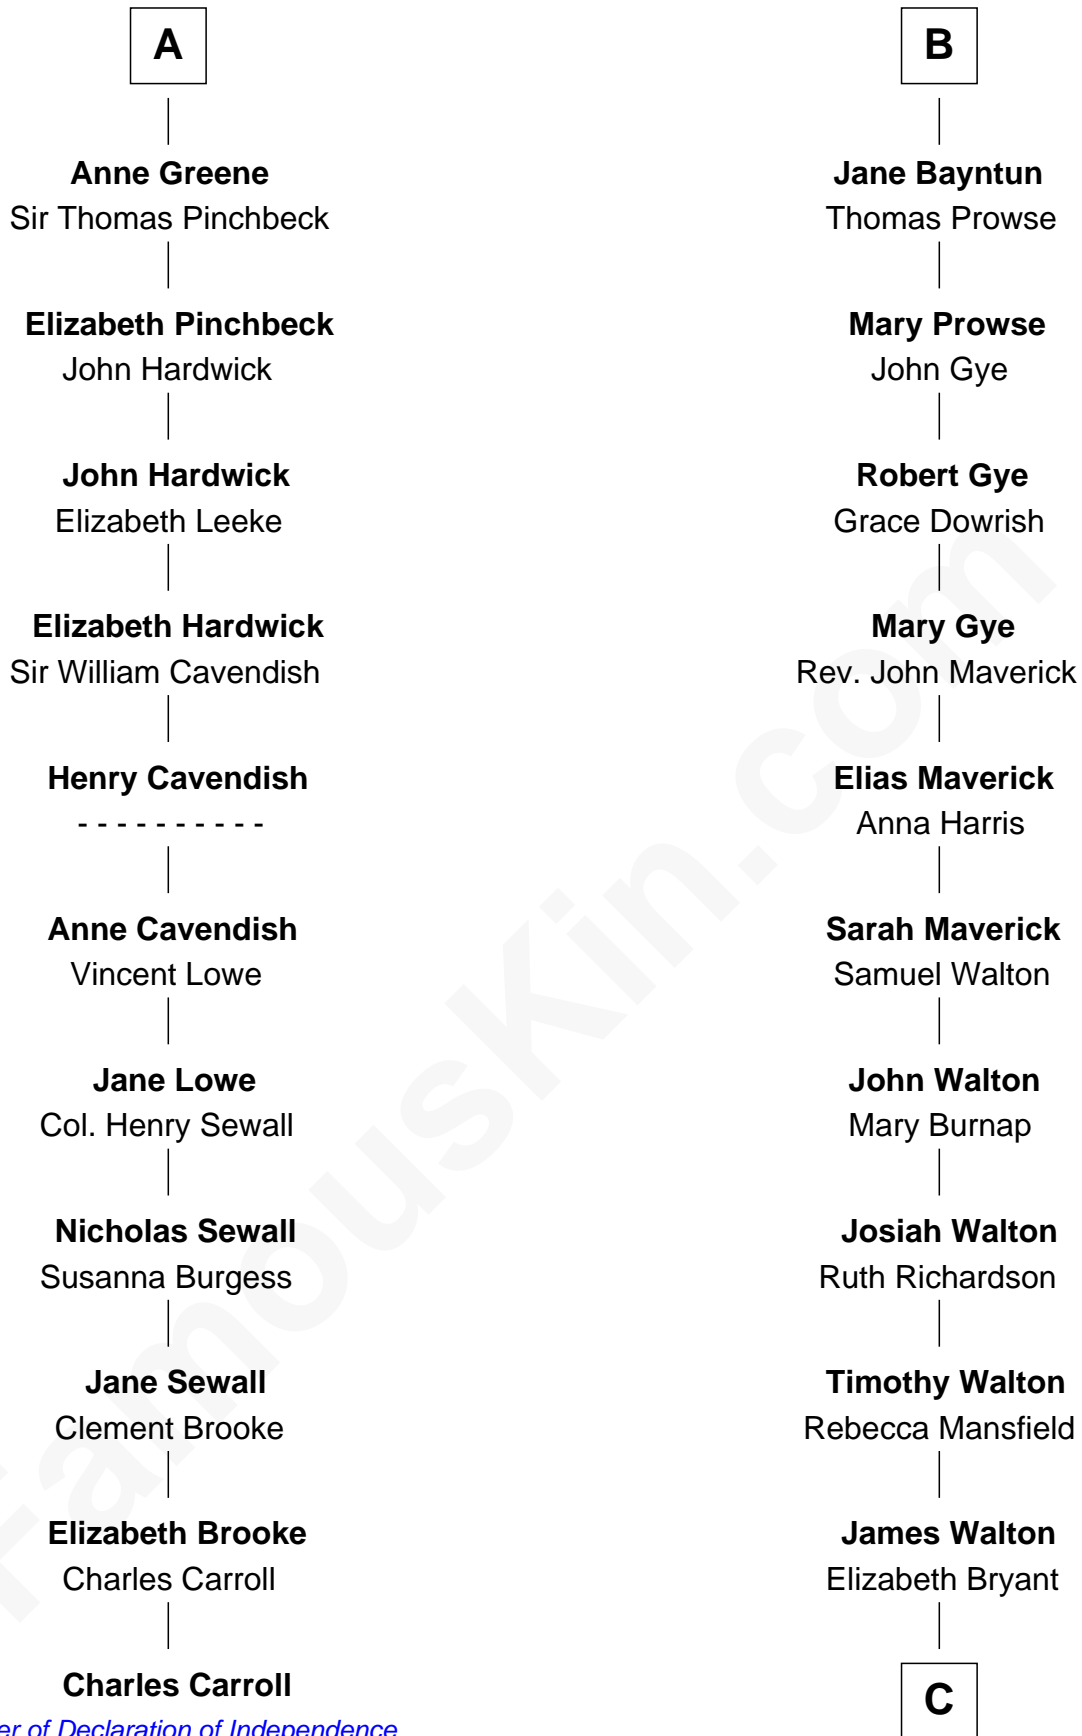 A
Anne Greene
Sir Thomas Pinchbeck
Elizabeth Pinchbeck
John Hardwick
John Hardwick
Elizabeth Leeke
Elizabeth Hardwick
Sir William Cavendish
Henry Cavendish
- - - - - - - - - -
Anne Cavendish
Vincent Lowe
Jane Lowe
Col. Henry Sewall
Nicholas Sewall
Susanna Burgess
Jane Sewall
Clement Brooke
Elizabeth Brooke
Charles Carroll
Charles Carroll
of Declaration of Independence
B
Jane Bayntun
Thomas Prowse
Mary Prowse
John Gye
Robert Gye
Grace Dowrish
Mary Gye
Rev. John Maverick
Elias Maverick
Anna Harris
Sarah Maverick
Samuel Walton
John Walton
Mary Burnap
Josiah Walton
Ruth Richardson
Timothy Walton
Rebecca Mansfield
James Walton
Elizabeth Bryant
C
FamousKin.com